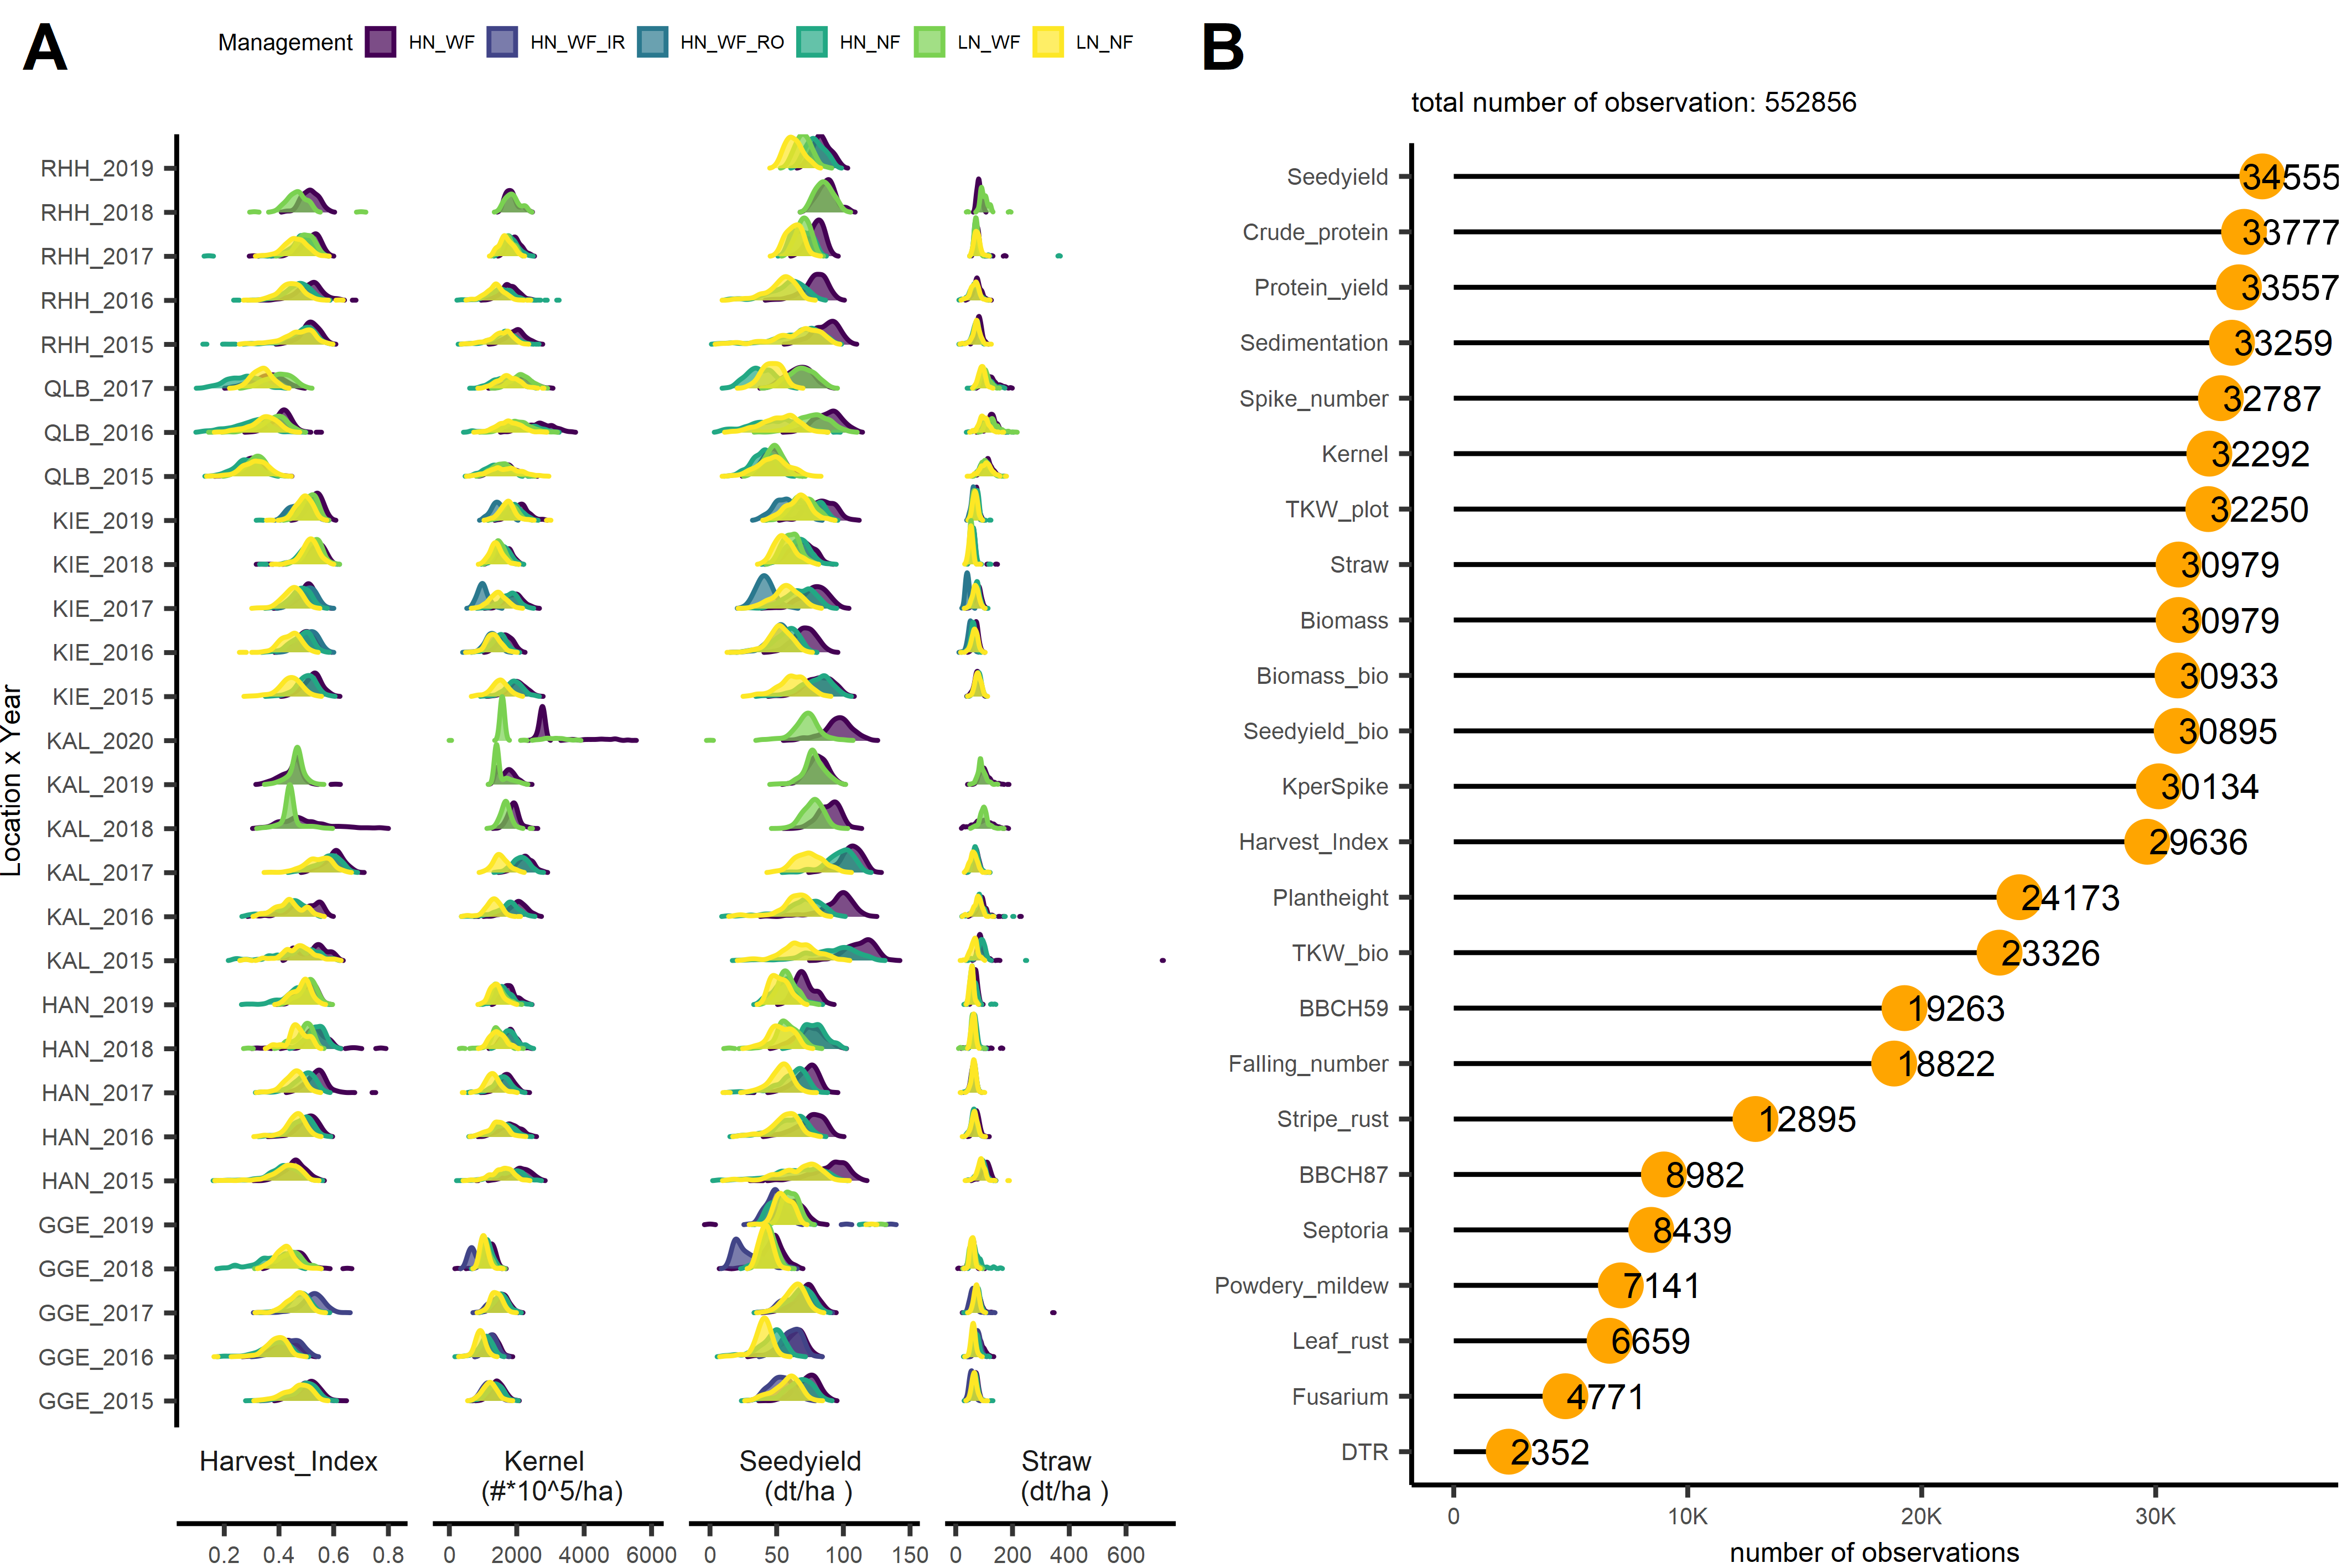 A
Management HN_WF HN_WF_IR HN_WF_RO HN_NF LN_WF LN_NF
Location x Year
RHH_2019
RHH_2018
RHH_2017
RHH_2016
RHH_2015
QLB_2017
QLB_2016
QLB_2015
KIE_2019
KIE_2018
KIE_2017
KIE_2016
KIE_2015
KAL_2020
KAL_2019
KAL_2018
KAL_2017
KAL_2016
KAL_2015
HAN_2019
HAN_2018
HAN_2017
HAN_2016
HAN_2015
GGE_2019
GGE_2018
GGE_2017
GGE_2016
GGE_2015
Harvest_Index
0.2 0.4 0.6 0.8
Kernel
(#*10^5/ha)
0 2000 4000 6000
Seedyield
(dt/ha )
0 50 100 150
Straw
(dt/ha )
0 200 400 600
B
total number of observation: 552856
Seedyield 34555
Crude_protein 33777
Protein_yield 33557
Sedimentation 33259
Spike_number 32787
Kernel 32292
TKW_plot 32250
Straw 30979
Biomass 30979
Biomass_bio 30933
Seedyield_bio 30895
KperSpike 30134
Harvest_Index 29636
Plantheight 24173
TKW_bio 23326
BBCH59 19263
Falling_number 18822
Stripe_rust 12895
BBCH87 8982
Septoria 8439
Powdery_mildew 7141
Leaf_rust 6659
Fusarium 4771
DTR 2352
0 10K 20K 30K
number of observations